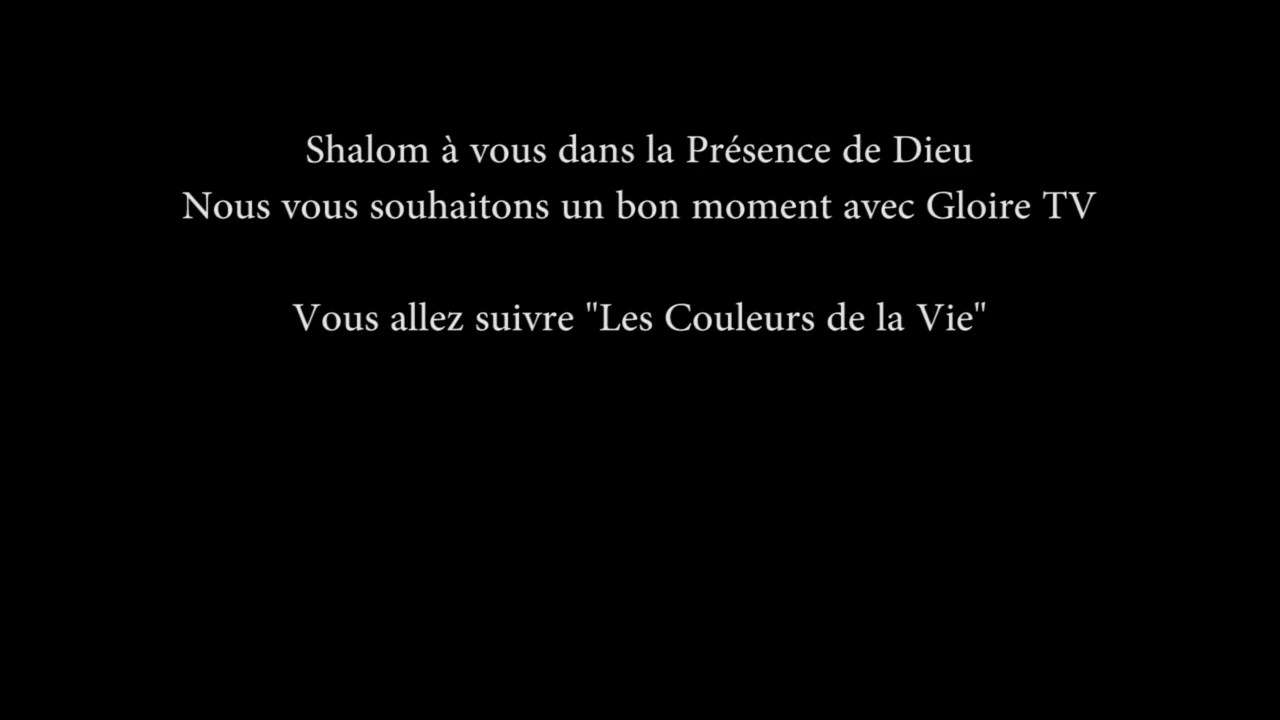 Shalom à vous dans la Présence de Dieu
Nous vous souhaitons un bon moment avec Gloire TV
Vous allez suivre "Les Couleurs de la Vie"